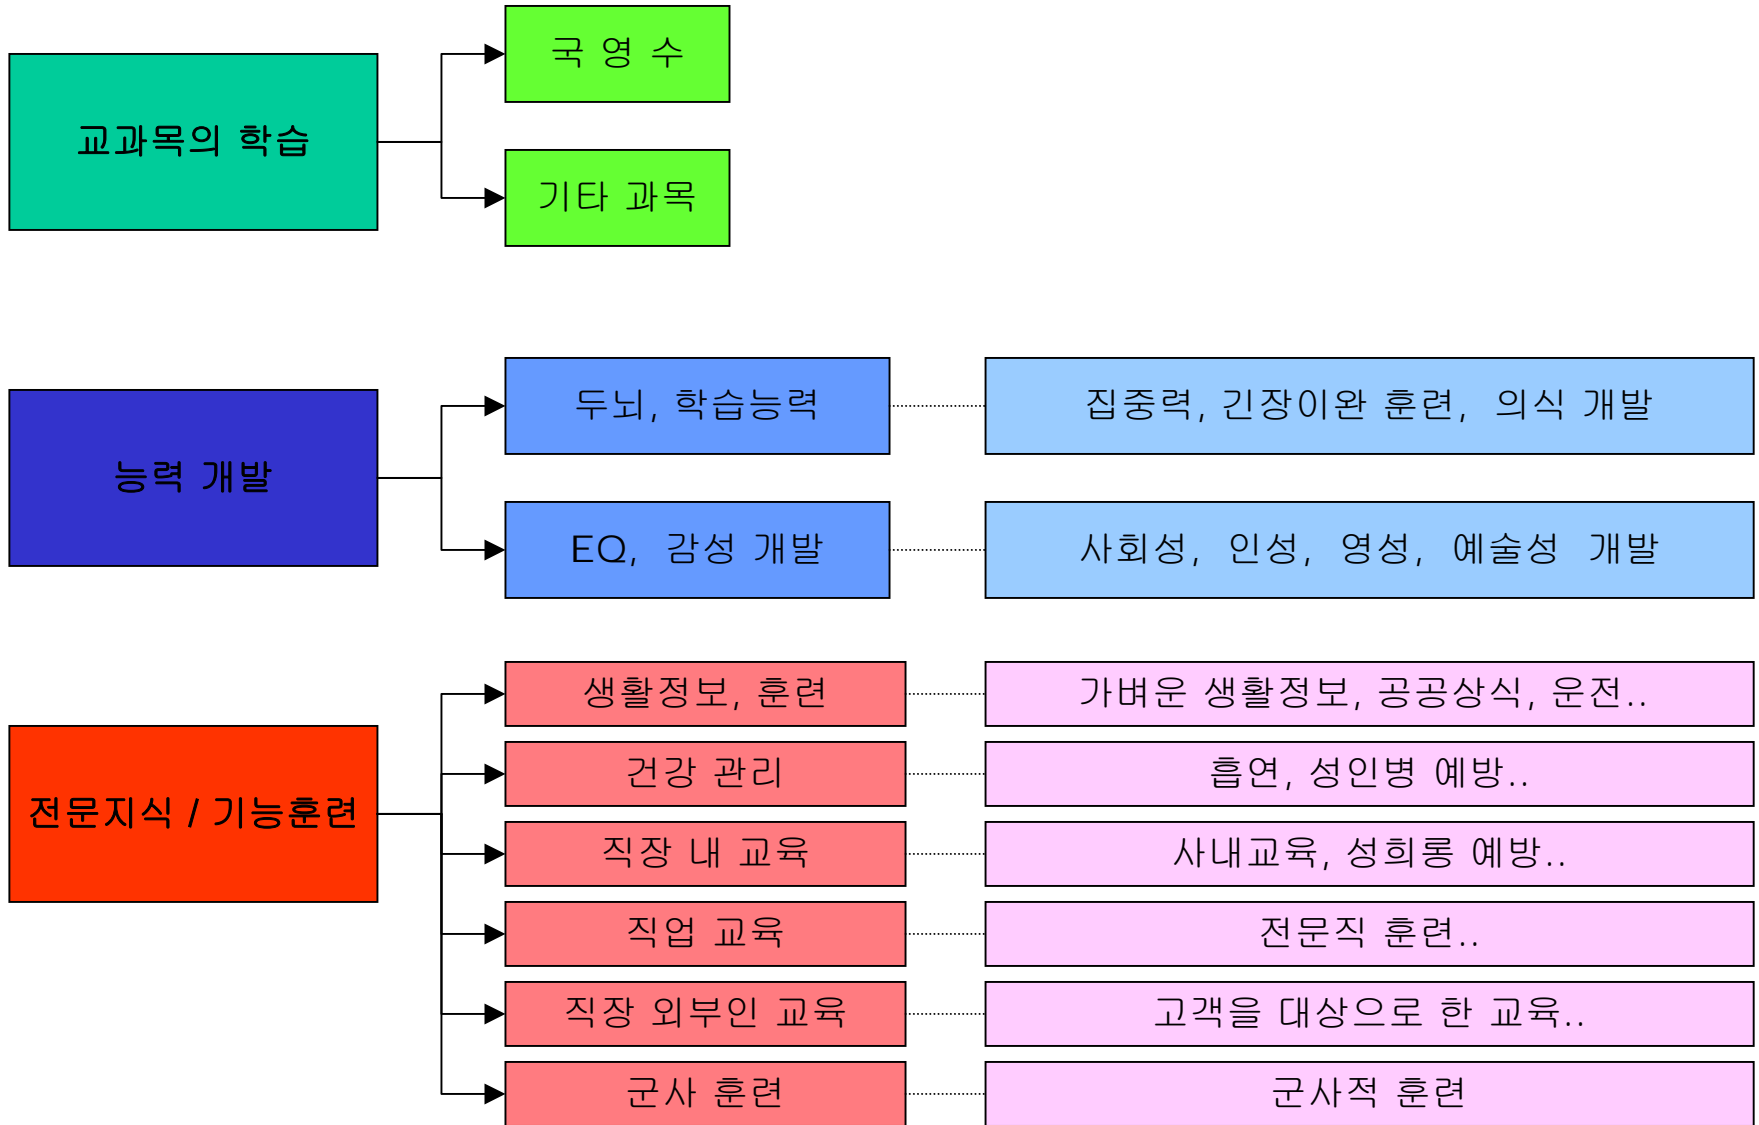 교과목의 학습
국 영 수
기타 과목
능력 개발
두뇌, 학습능력
집중력, 긴장이완 훈련, 의식 개발
EQ, 감성 개발
사회성, 인성, 영성, 예술성 개발
전문지식 / 기능훈련
생활정보, 훈련
가벼운 생활정보, 공공상식, 운전..
건강 관리
흡연, 성인병 예방..
직장 내 교육
사내교육, 성희롱 예방..
직업 교육
전문직 훈련..
직장 외부인 교육
고객을 대상으로 한 교육..
군사 훈련
군사적 훈련